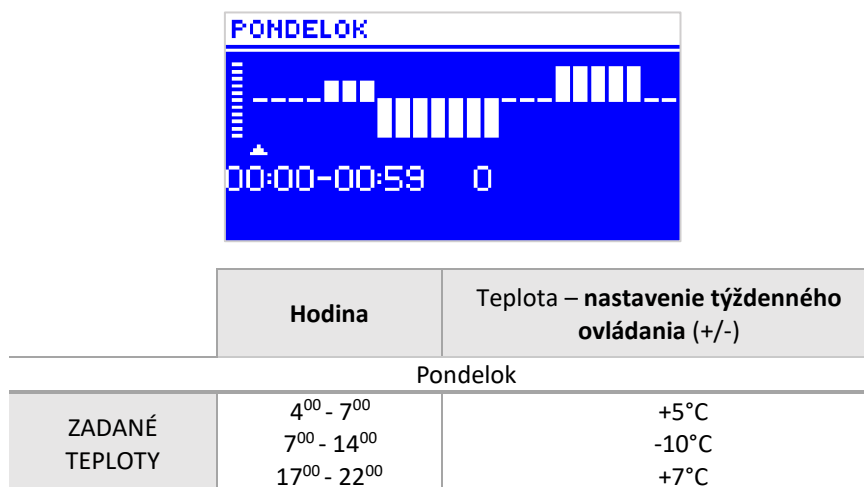 PONDELOK
00:00-00:59 0
Hodina
Teplota – nastavenie týždenného
ovládania (+/-)
Pondelok
ZADANÉ
TEPLOTY
4⁰⁰ - 7⁰⁰ +5°C
7⁰⁰ - 14⁰⁰ -10°C
17⁰⁰ - 22⁰⁰ +7°C